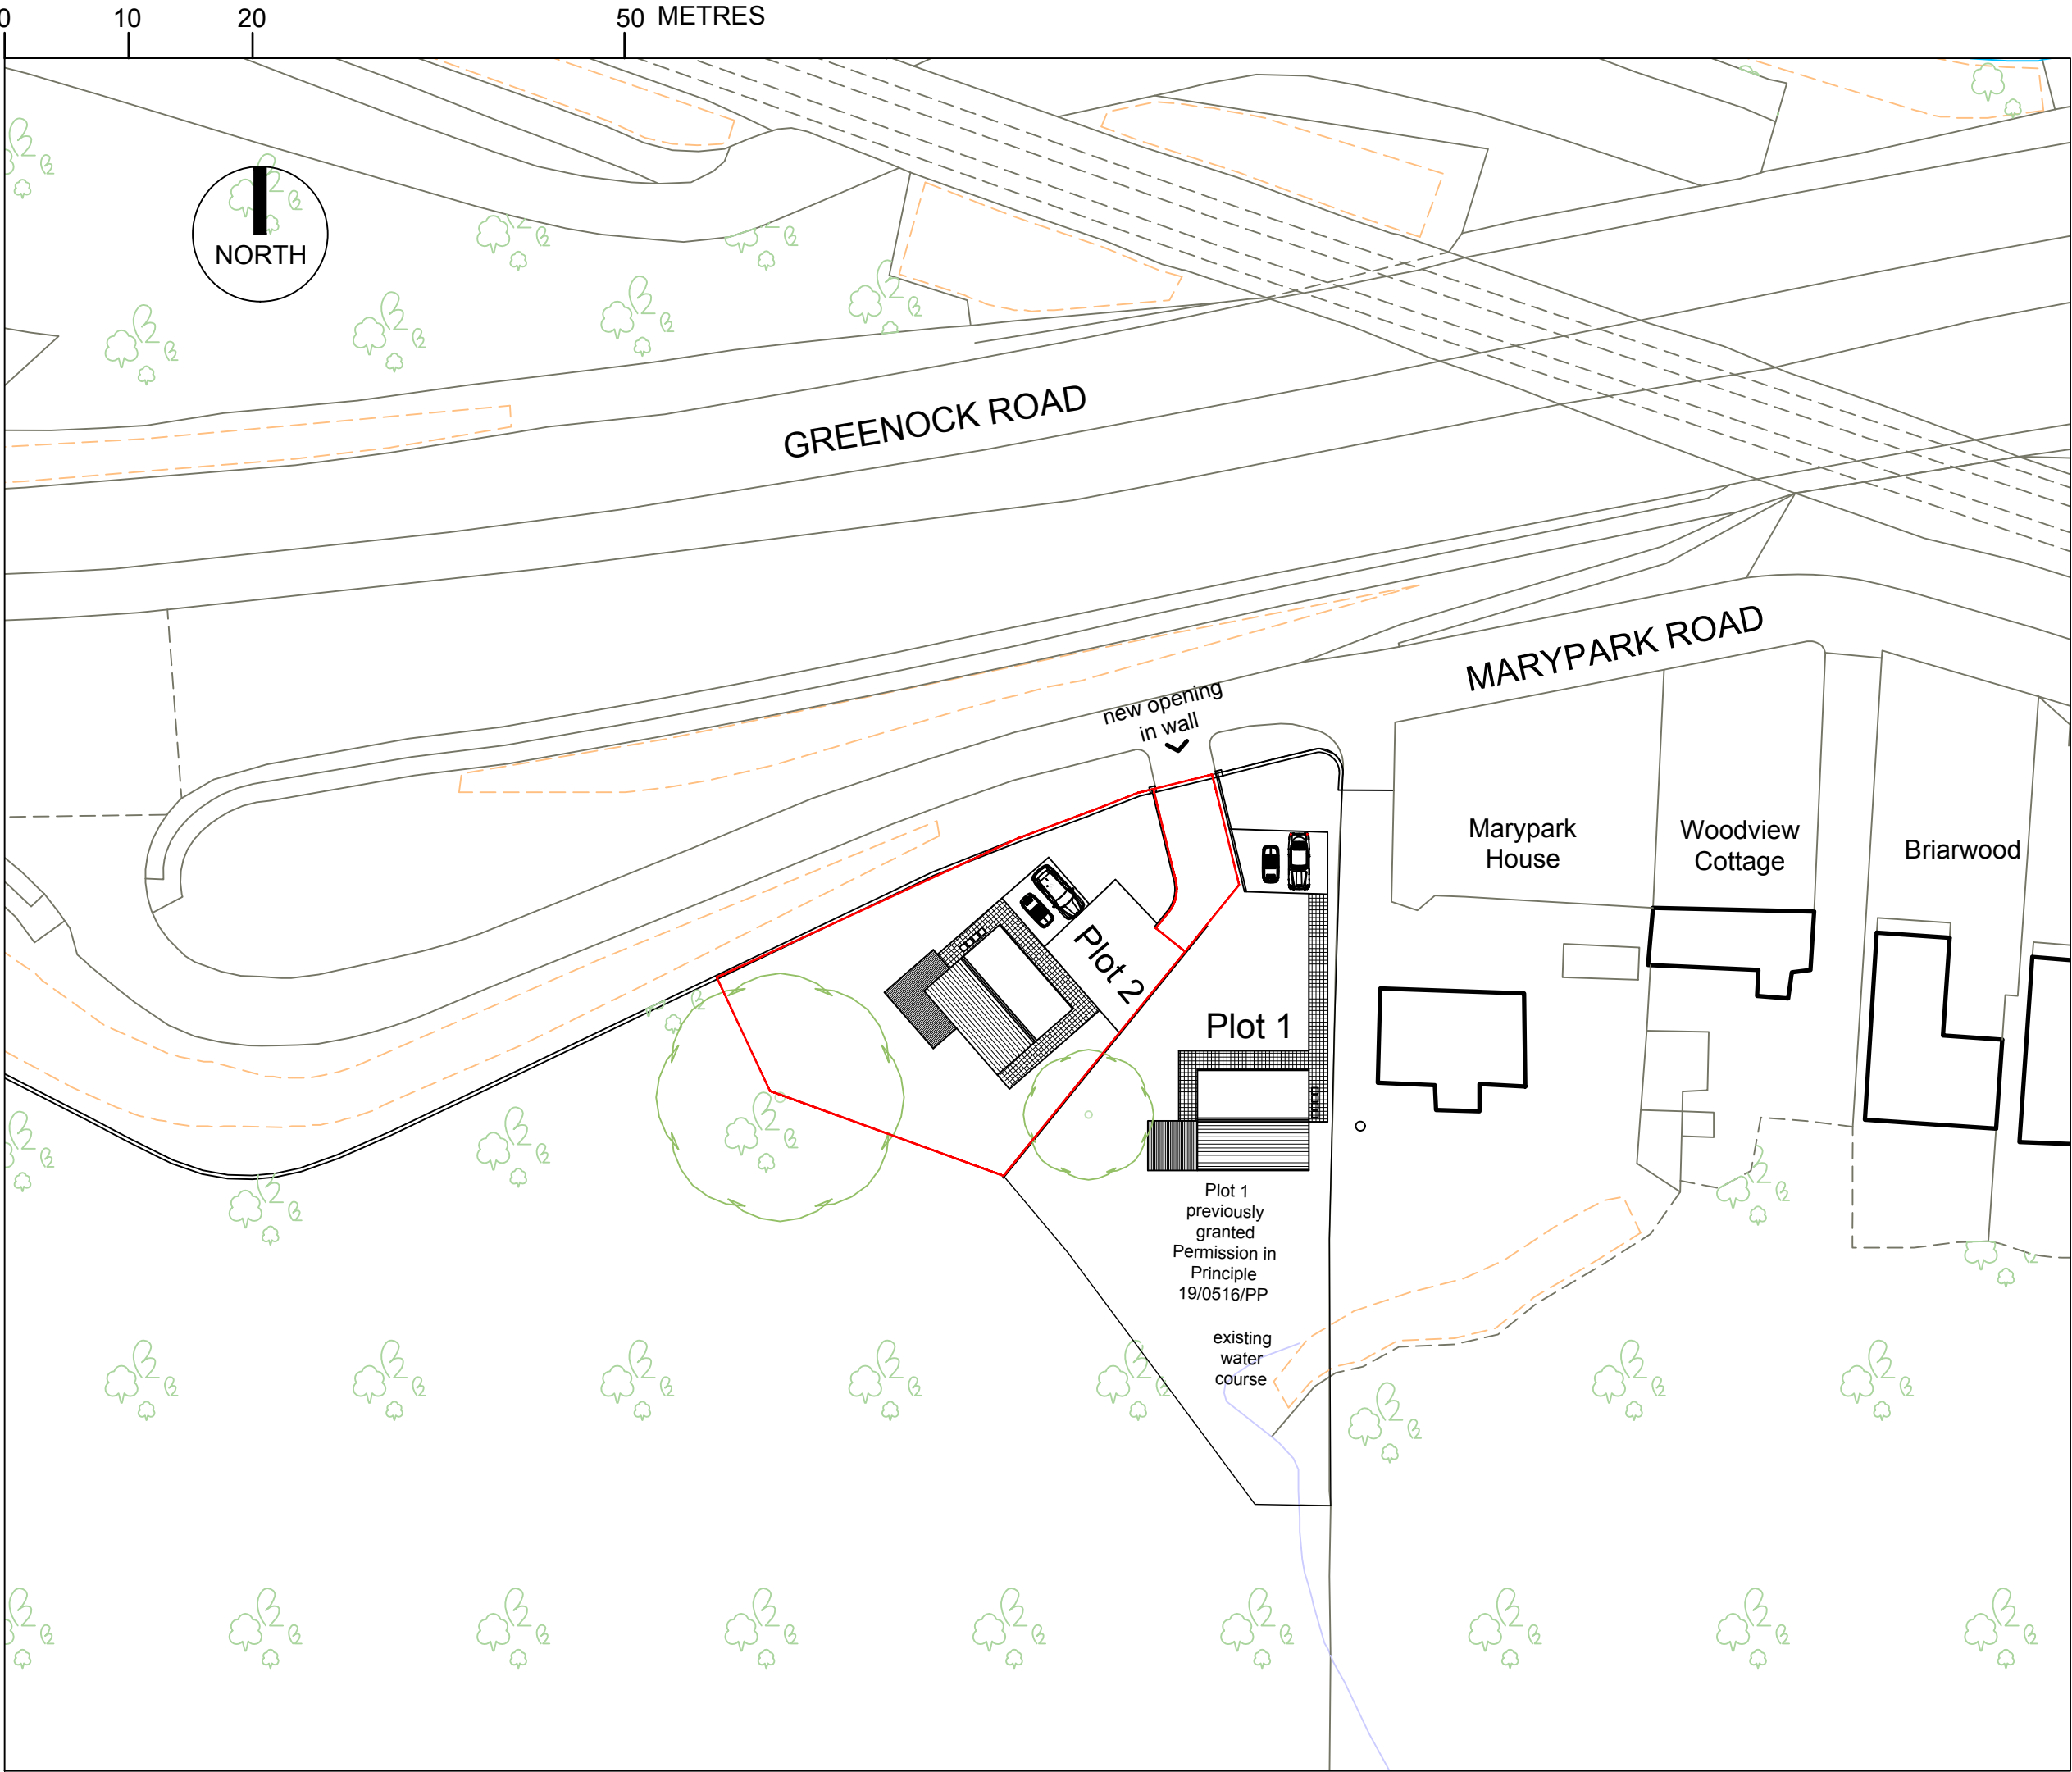 0
10
20
50 METRES
NORTH
GREENOCK ROAD
MARYPARK ROAD
new opening
in wall
Marypark
House
Woodview
Cottage
Briarwood
Plot 2
Plot 1
Plot 1
previously
granted
Permission in
Principle
19/0516/PP
existing
water
course